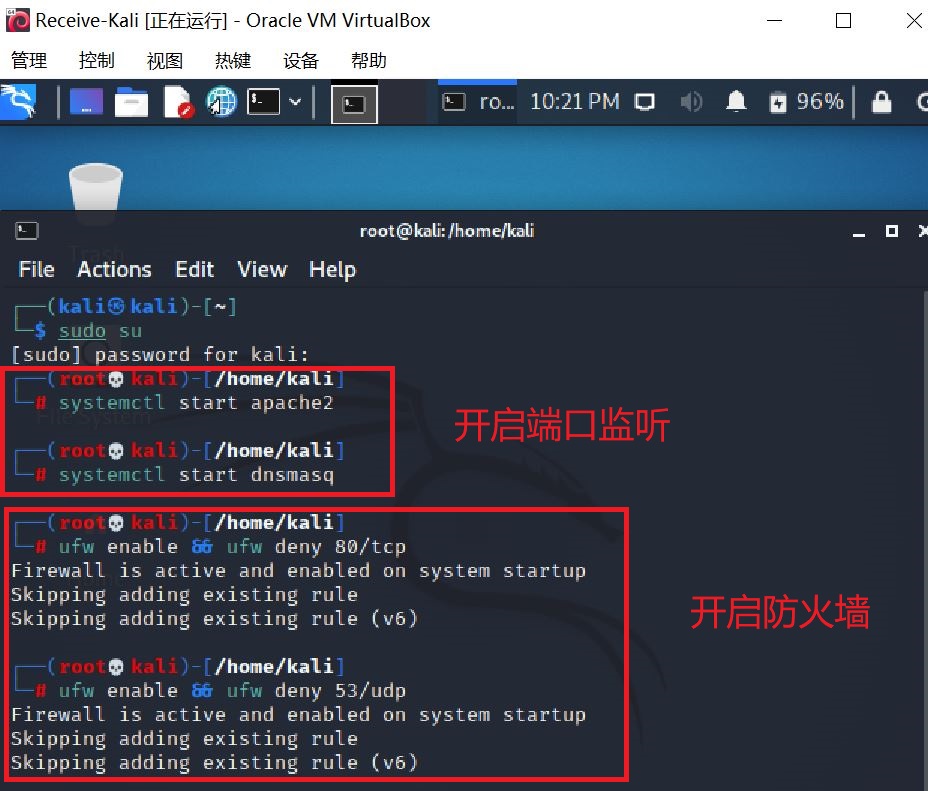 Receive-Kali [正在运行] - Oracle VM VirtualBox
管理 控制 视图 热键 设备 帮助
ro... 10:21 PM 96%
Trash
root@kali: /home/kali
File Actions Edit View Help
┌──(kali㉿kali)-[~]
└─$ sudo su
[sudo] password for kali:
┌──(root💀kali)-[/home/kali]
└─# systemctl start apache2
File System
开启端口监听
┌──(root💀kali)-[/home/kali]
└─# systemctl start dnsmasq
┌──(root💀kali)-[/home/kali]
└─# ufw enable && ufw deny 80/tcp
Firewall is active and enabled on system startup
Skipping adding existing rule
Skipping adding existing rule (v6)
开启防火墙
┌──(root💀kali)-[/home/kali]
└─# ufw enable && ufw deny 53/udp
Firewall is active and enabled on system startup
Skipping adding existing rule
Skipping adding existing rule (v6)